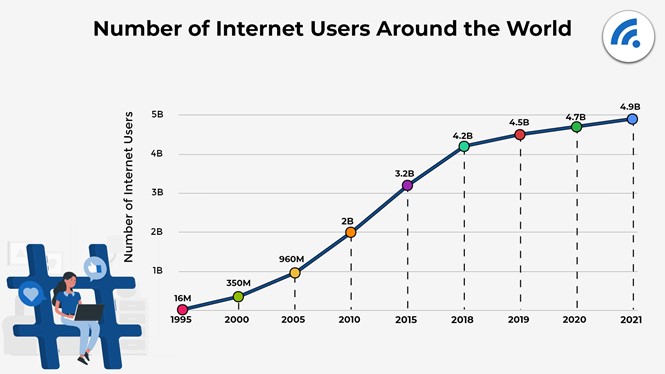 Number of Internet Users Around the World
Number of Internet Users
5B
4B
3B
2B
1B
16M
350M
960M
2B
3.2B
4.2B
4.5B
4.7B
4.9B
1995
2000
2005
2010
2015
2018
2019
2020
2021